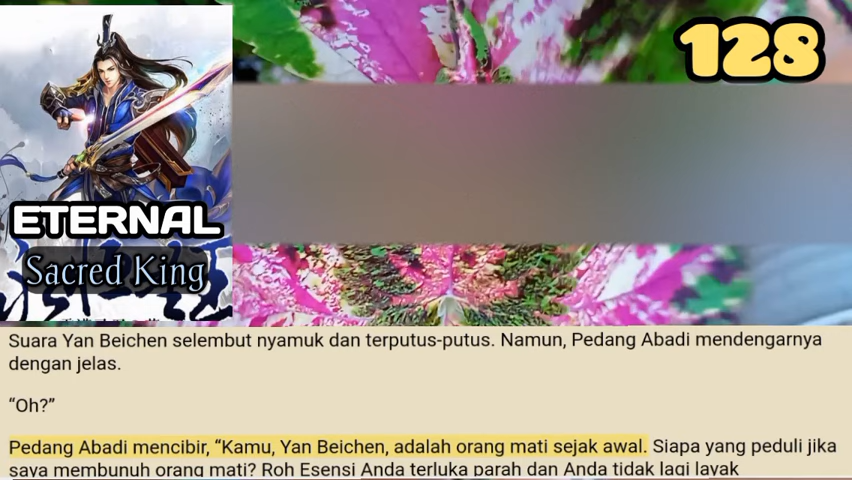 128
ETERNAL
Sacred King
Suara Yan Beichen selembut nyamuk dan terputus-putus. Namun, Pedang Abadi mendengarnya
dengan jelas.
“Oh?”
Pedang Abadi mencibir, “Kamu, Yan Beichen, adalah orang mati sejak awal. Siapa yang peduli jika
saya membunuh orang mati? Roh Esensi Anda terluka parah dan Anda tidak lagi layak